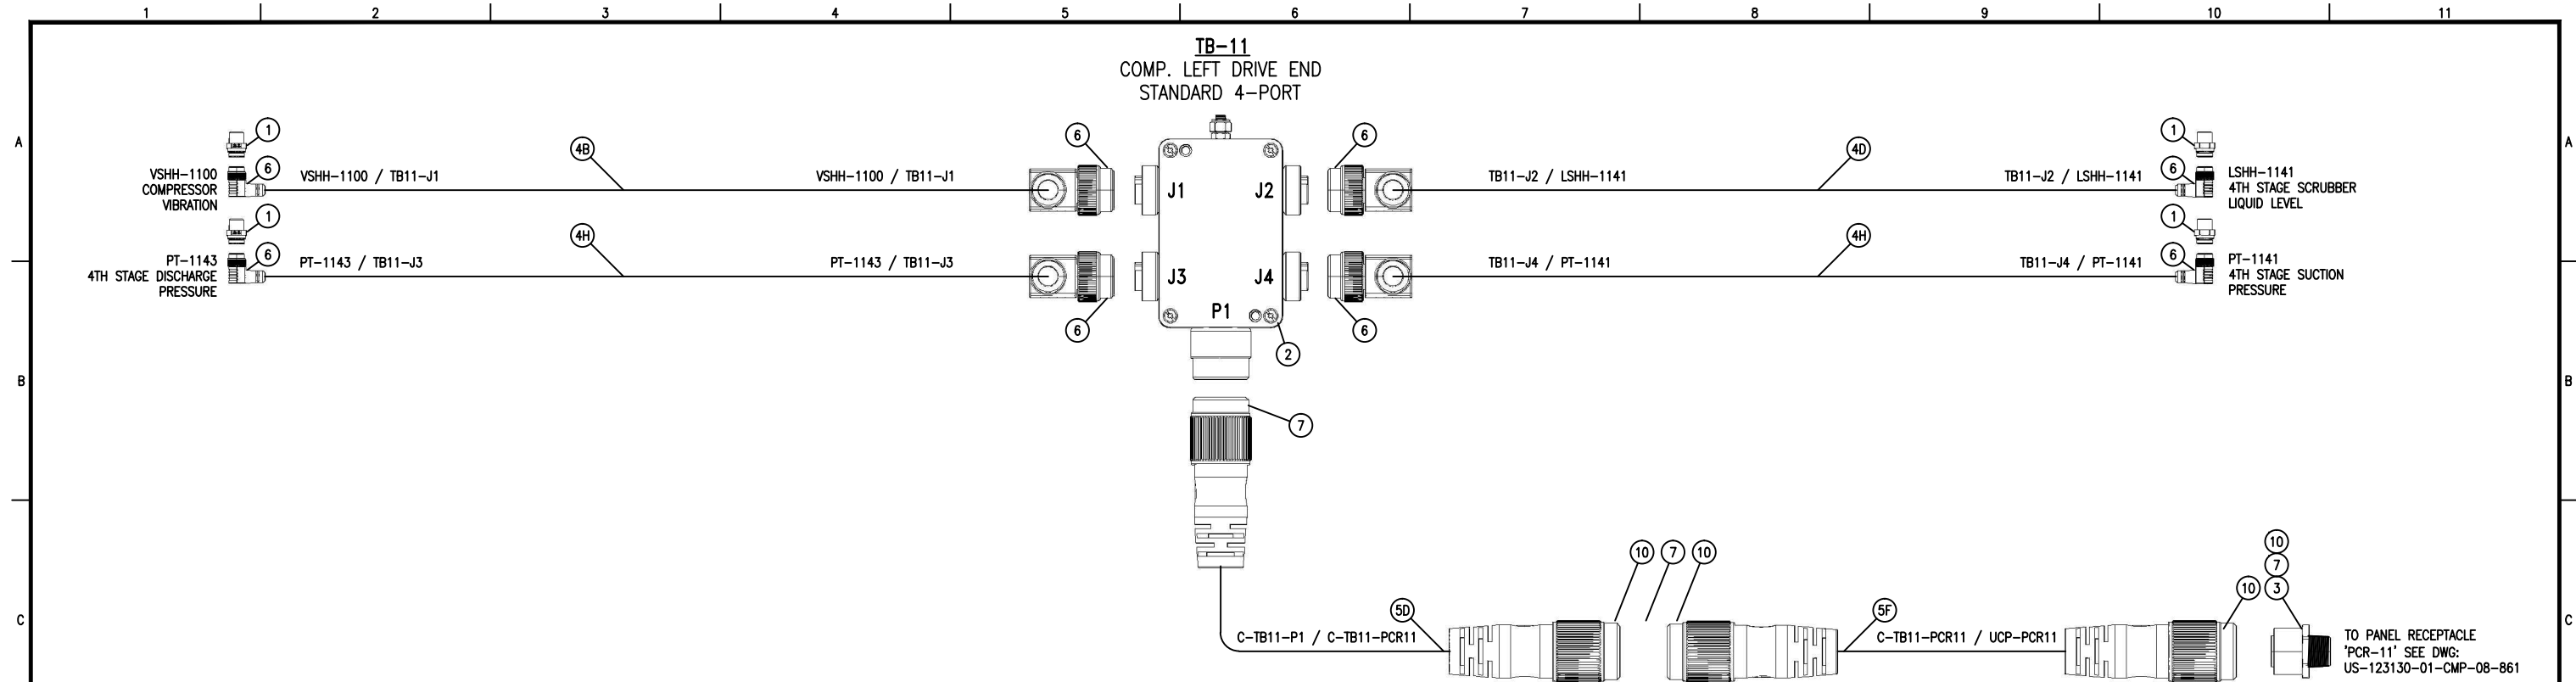 1 2 3 4 5 6 7 8 9 10 11
TB-11
COMP. LEFT DRIVE END
STANDARD 4-PORT
A
A
1
4B
6
6
4D
1
VSHH-1100
COMPRESSOR
VIBRATION
6
VSHH-1100 / TB11-J1
VSHH-1100 / TB11-J1
J1
J2
TB11-J2 / LSHH-1141
TB11-J2 / LSHH-1141
6
LSHH-1141
4TH STAGE SCRUBBER
LIQUID LEVEL
1
4H
4H
1
PT-1143
4TH STAGE DISCHARGE
PRESSURE
6
PT-1143 / TB11-J3
PT-1143 / TB11-J3
J3
J4
TB11-J4 / PT-1141
TB11-J4 / PT-1141
6
PT-1141
4TH STAGE SUCTION
PRESSURE
P1
6
6
2
B
B
7
10
7
10
10
7
3
10
5D
5F
C
C
C-TB11-P1 / C-TB11-PCR11
C-TB11-PCR11 / UCP-PCR11
TO PANEL RECEPTACLE
'PCR-11' SEE DWG:
US-123130-01-CMP-08-861